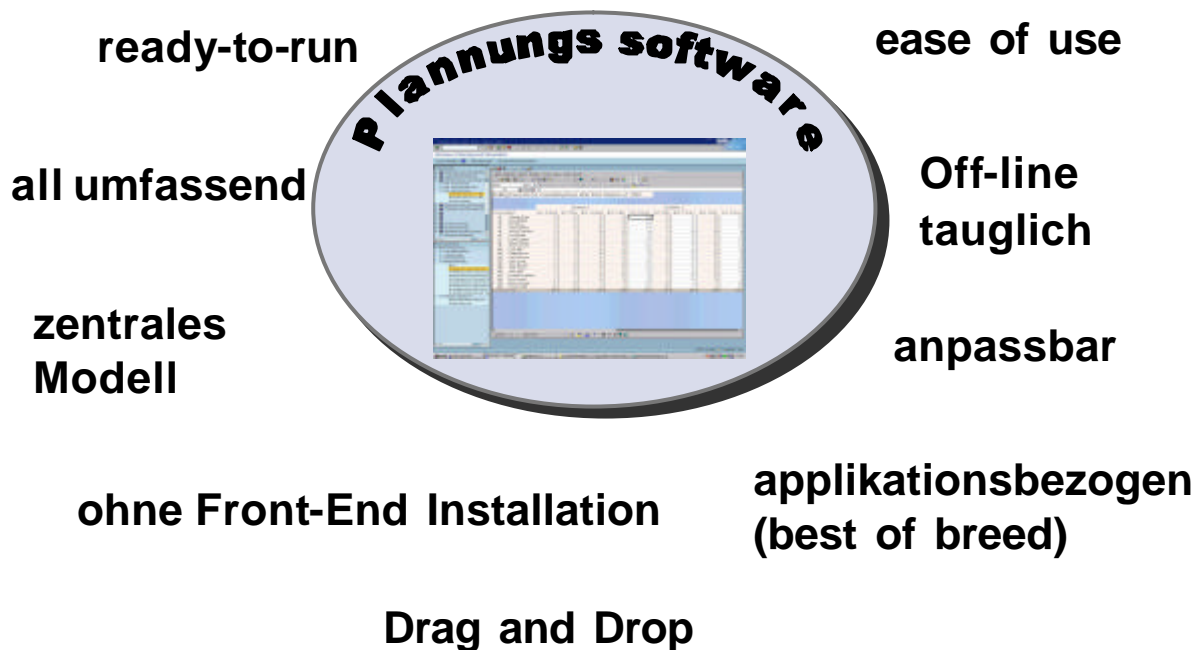 Plannungs software
ready-to-run
ease of use
all umfassend
Off-line
tauglich
zentrales
Modell
anpassbar
ohne Front-End Installation
applikationsbezogen
(best of breed)
Drag and Drop